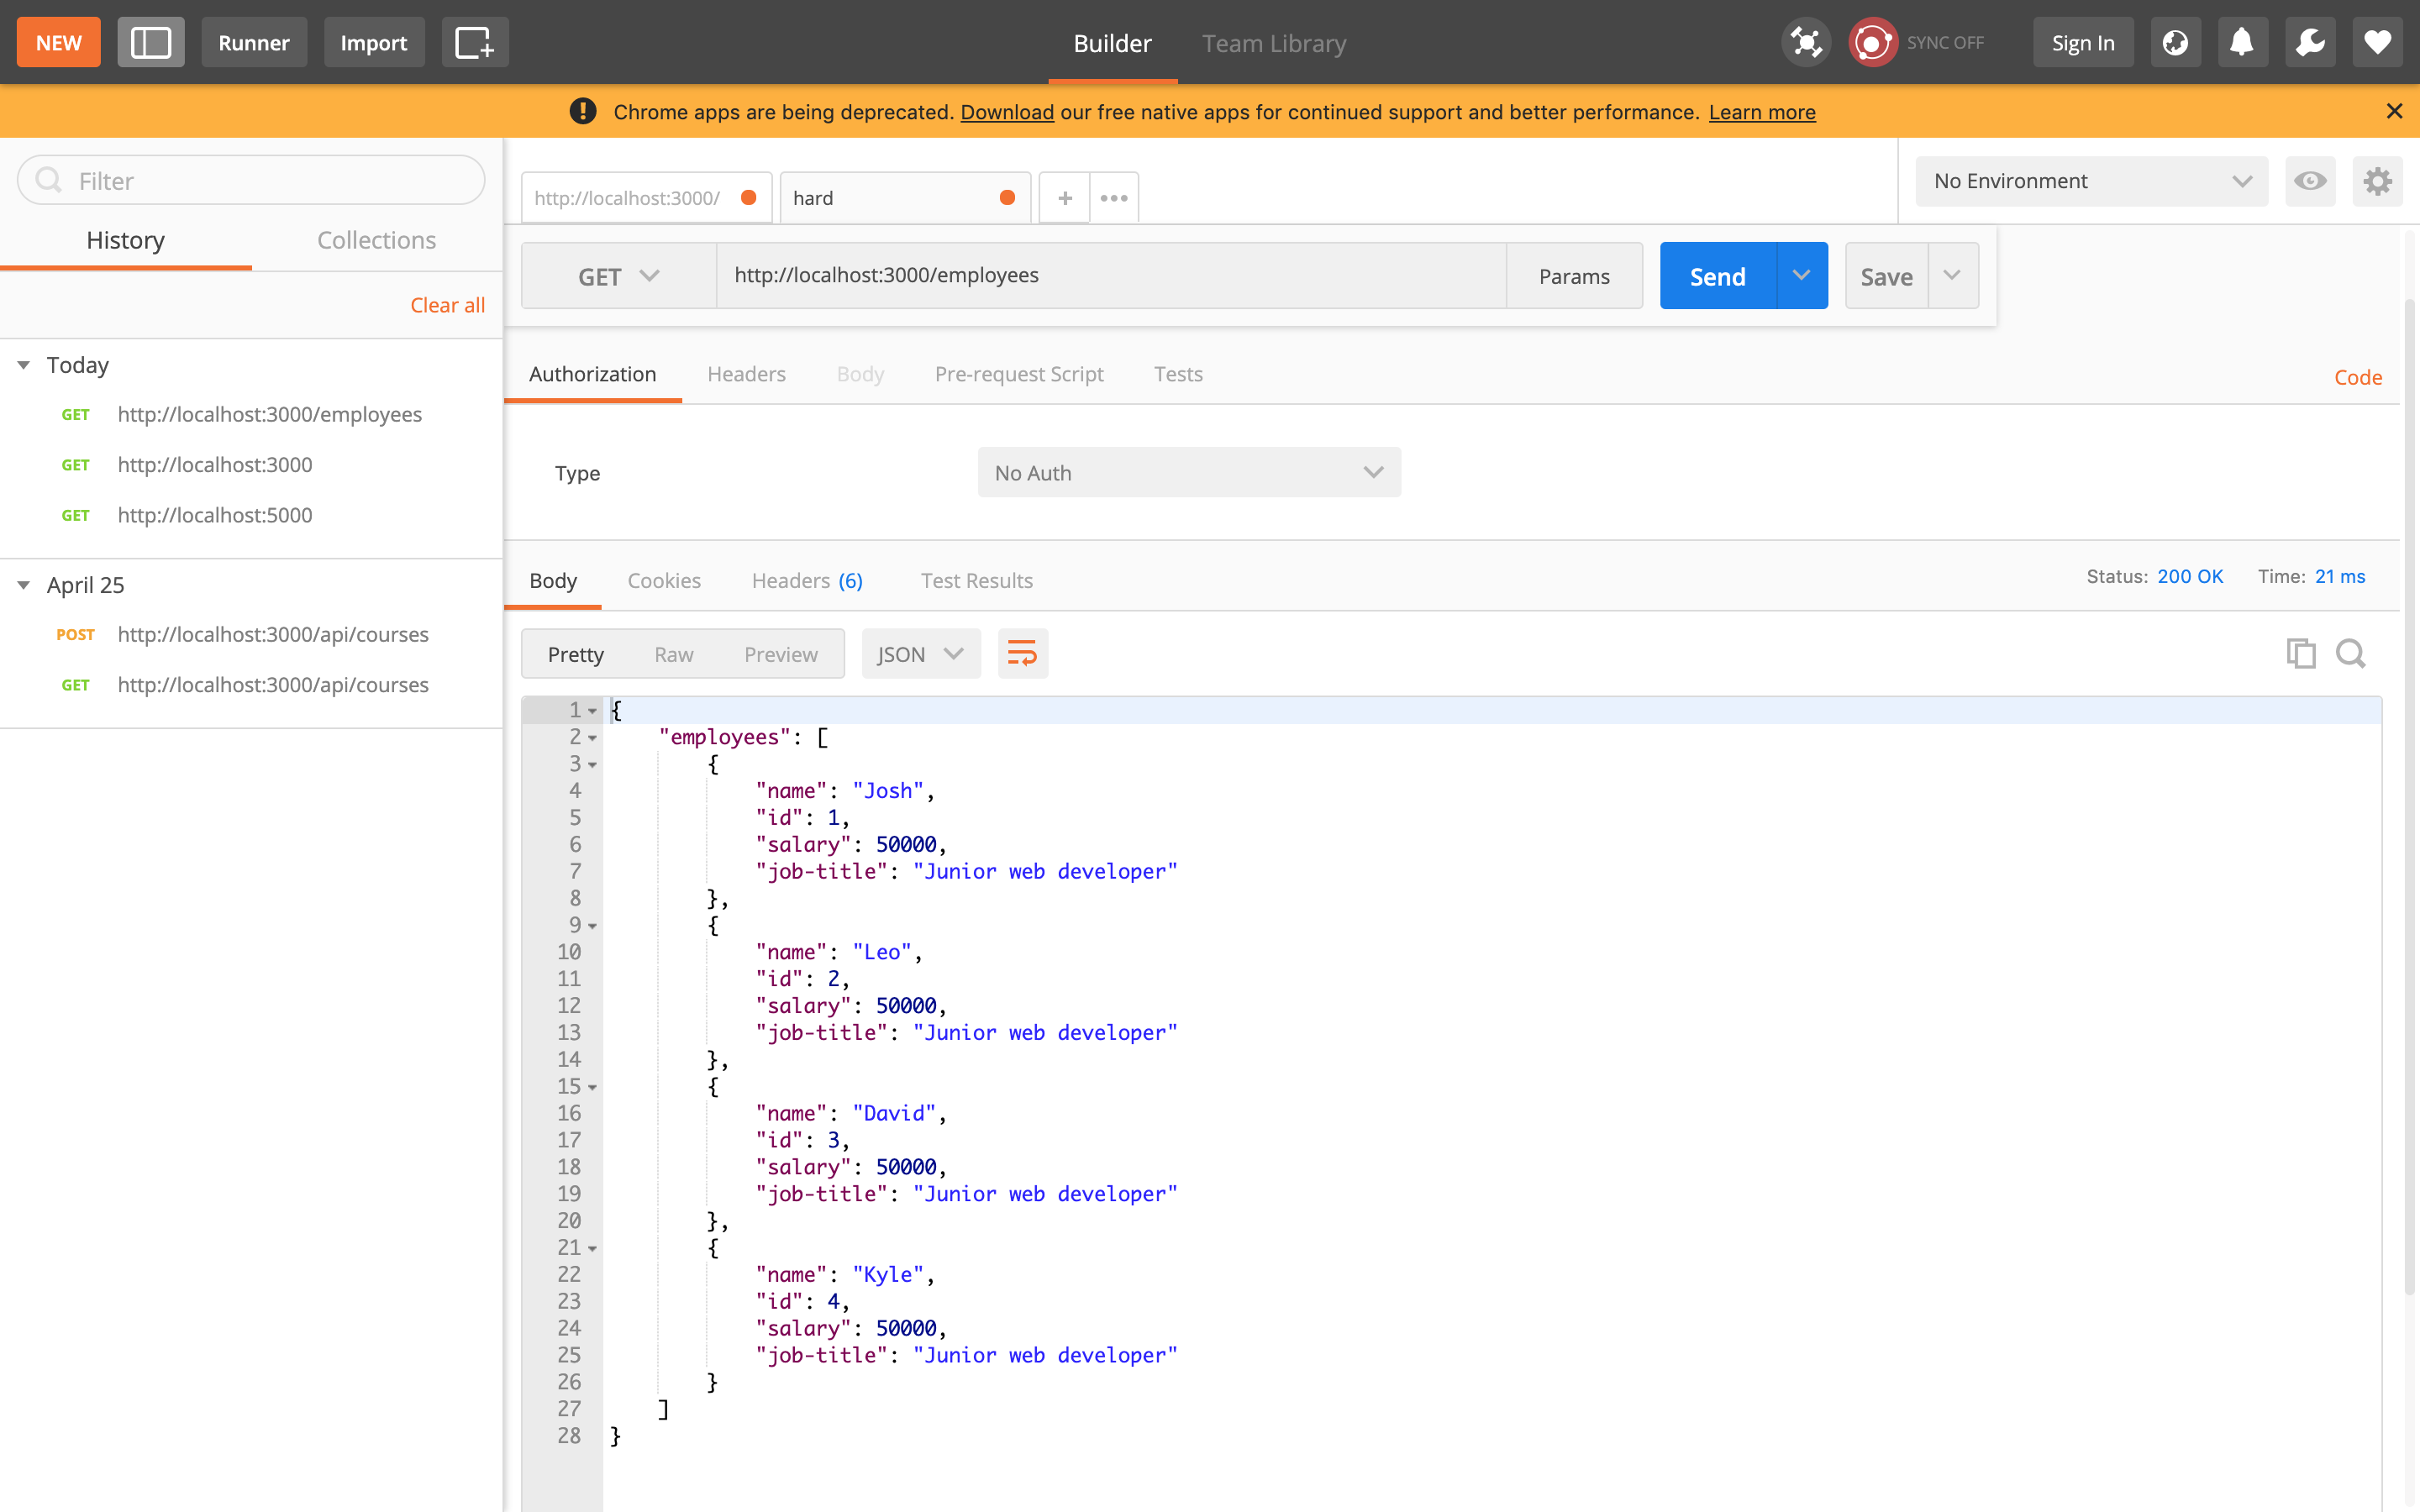 NEW Runner Import Builder Team Library SYNC OFF Sign In
Chrome apps are being deprecated. Download our free native apps for continued support and better performance. Learn more
Filter
History Collections
Clear all
Today
GET http://localhost:3000/employees
GET http://localhost:3000
GET http://localhost:5000
April 25
POST http://localhost:3000/api/courses
GET http://localhost:3000/api/courses
http://localhost:3000/ hard + ••• No Environment
GET http://localhost:3000/employees Params Send Save
Authorization Headers Body Pre-request Script Tests Code
Type No Auth
Body Cookies Headers (6) Test Results Status: 200 OK Time: 21 ms
Pretty Raw Preview JSON
1 {
2 "employees": [
3 {
4 "name": "Josh",
5 "id": 1,
6 "salary": 50000,
7 "job-title": "Junior web developer"
8 },
9 {
10 "name": "Leo",
11 "id": 2,
12 "salary": 50000,
13 "job-title": "Junior web developer"
14 },
15 {
16 "name": "David",
17 "id": 3,
18 "salary": 50000,
19 "job-title": "Junior web developer"
20 },
21 {
22 "name": "Kyle",
23 "id": 4,
24 "salary": 50000,
25 "job-title": "Junior web developer"
26 }
27 ]
28 }